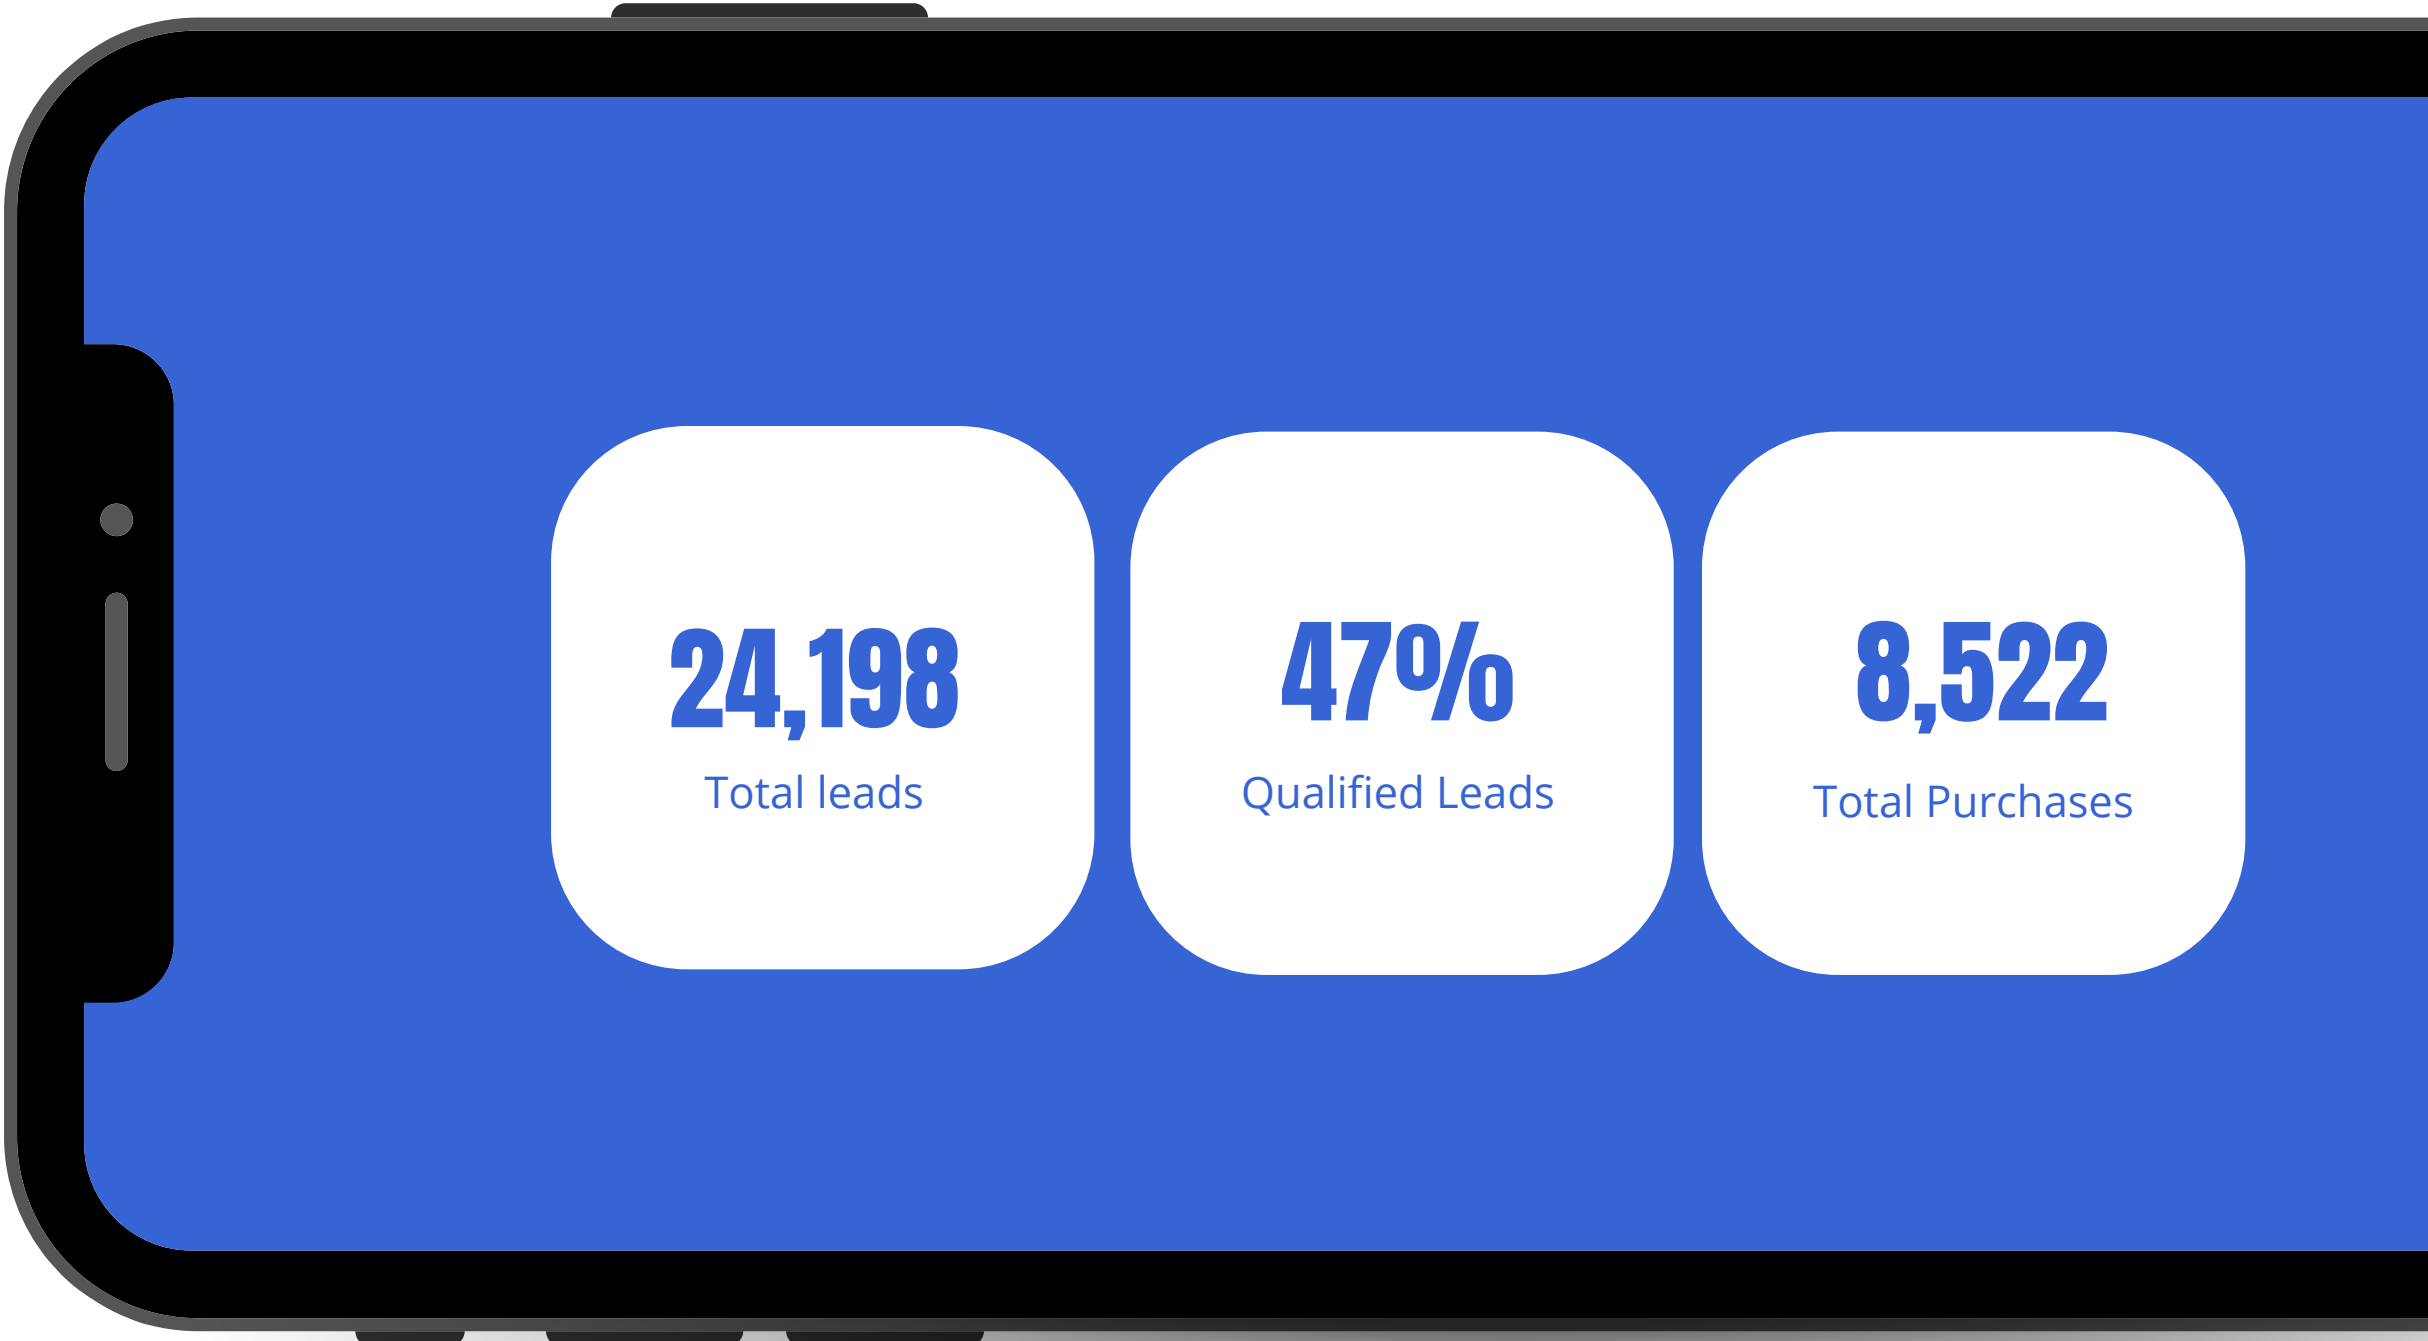 24,198
Total leads
47%
Qualified Leads
8,522
Total Purchases